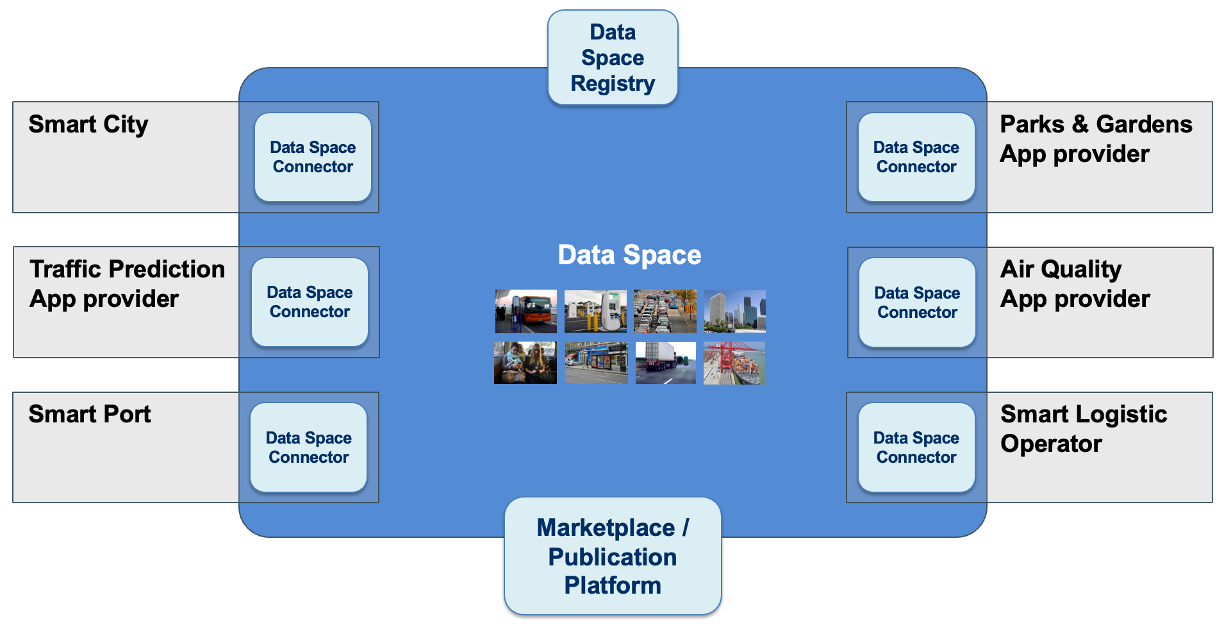 Data
Space
Registry
Smart City
Data Space
Connector
Traffic Prediction
App provider
Data Space
Connector
Smart Port
Data Space
Connector
Data Space
Parks & Gardens
App provider
Data Space
Connector
Air Quality
App provider
Data Space
Connector
Smart Logistic
Operator
Data Space
Connector
Marketplace /
Publication
Platform